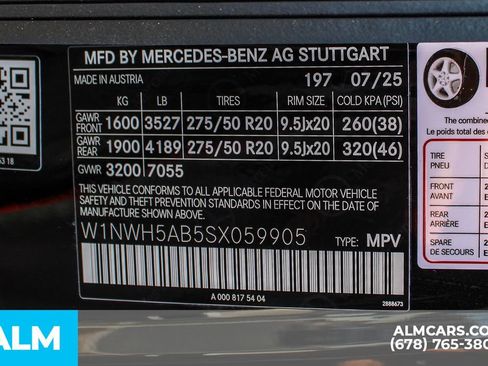 MFD BY MERCEDES-BENZ AG STUTTGART
MADE IN AUSTRIA 197 07/25
KG LB TIRES RIM SIZE COLD KPA(PSI)
GAWR FRONT 1600 3527 275/50 R20 9.5Jx20 260(38)
GAWR REAR 1900 4189 275/50 R20 9.5Jx20 320(46)
GVWR 3200 7055
THIS VEHICLE CONFORMS TO ALL APPLICABLE FEDERAL MOTOR VEHICLE
SAFETY AND THEFT PREVENTION STANDARDS IN EFFECT ON THE DATE
OF MANUFACTURE SHOWN ABOVE.
W1NWH5AB5SX059905 TYPE: MPV
A 000 817 54 04
2888673
The combined
Le poids total des
TIRE
PNEU
FRONT
AVANT
REAR
ARRIÈRE
SPARE
DE SECOURS
ALM
ALMCARS.CO
(678) 765-380